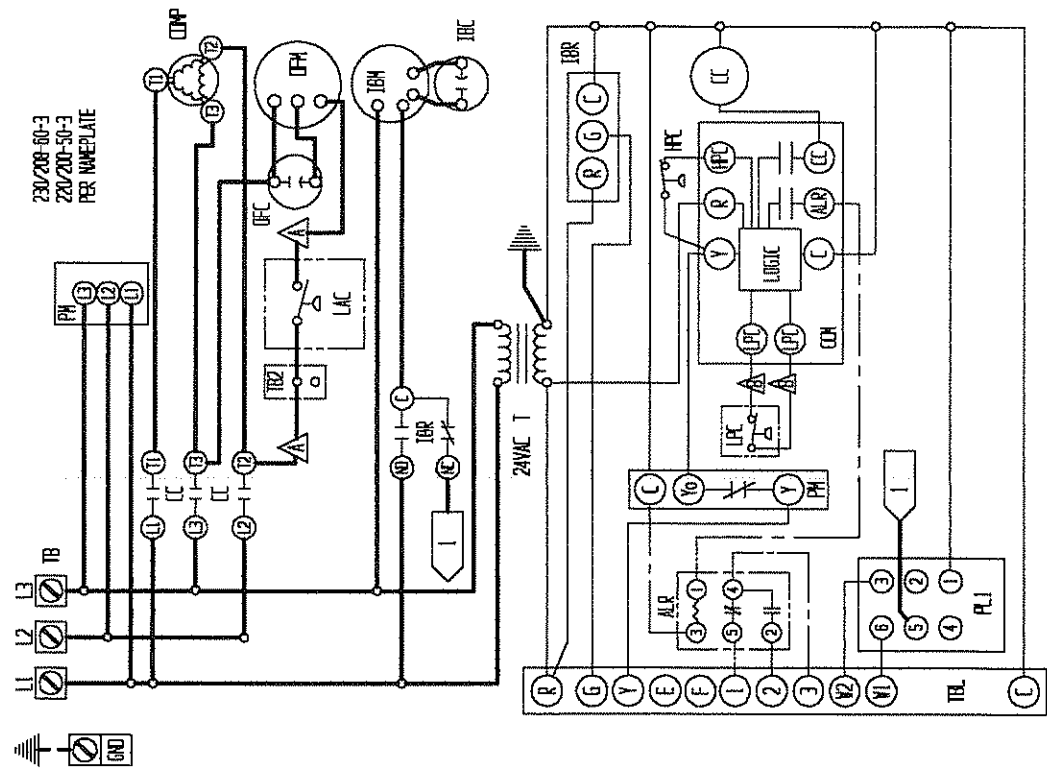 GND
L1
L2
L3
TB
PM
L3
L2
L1
230/208-60-3
220/200-50-3
PER NAMEPLATE
L1
CC
T1
T1
COMP
L3
CC
T3
T3
T2
L2
T2
A
TB2
LAC
A
OFC
OFM
1
NO
C
IBR
NC
IBM
IBC
24VAC T
R
G
Y
E
F
1
2
3
W2
W1
TBL
C
R
G
C
IBR
C
Yo
Y
PM
ALR
3
1
5
4
2
LPC
B
B
LPC
LPC
CCM
Y
R
HPC
HPC
LOGIC
C
ALR
CC
CC
1
6
3
5
2
4
1
PL1